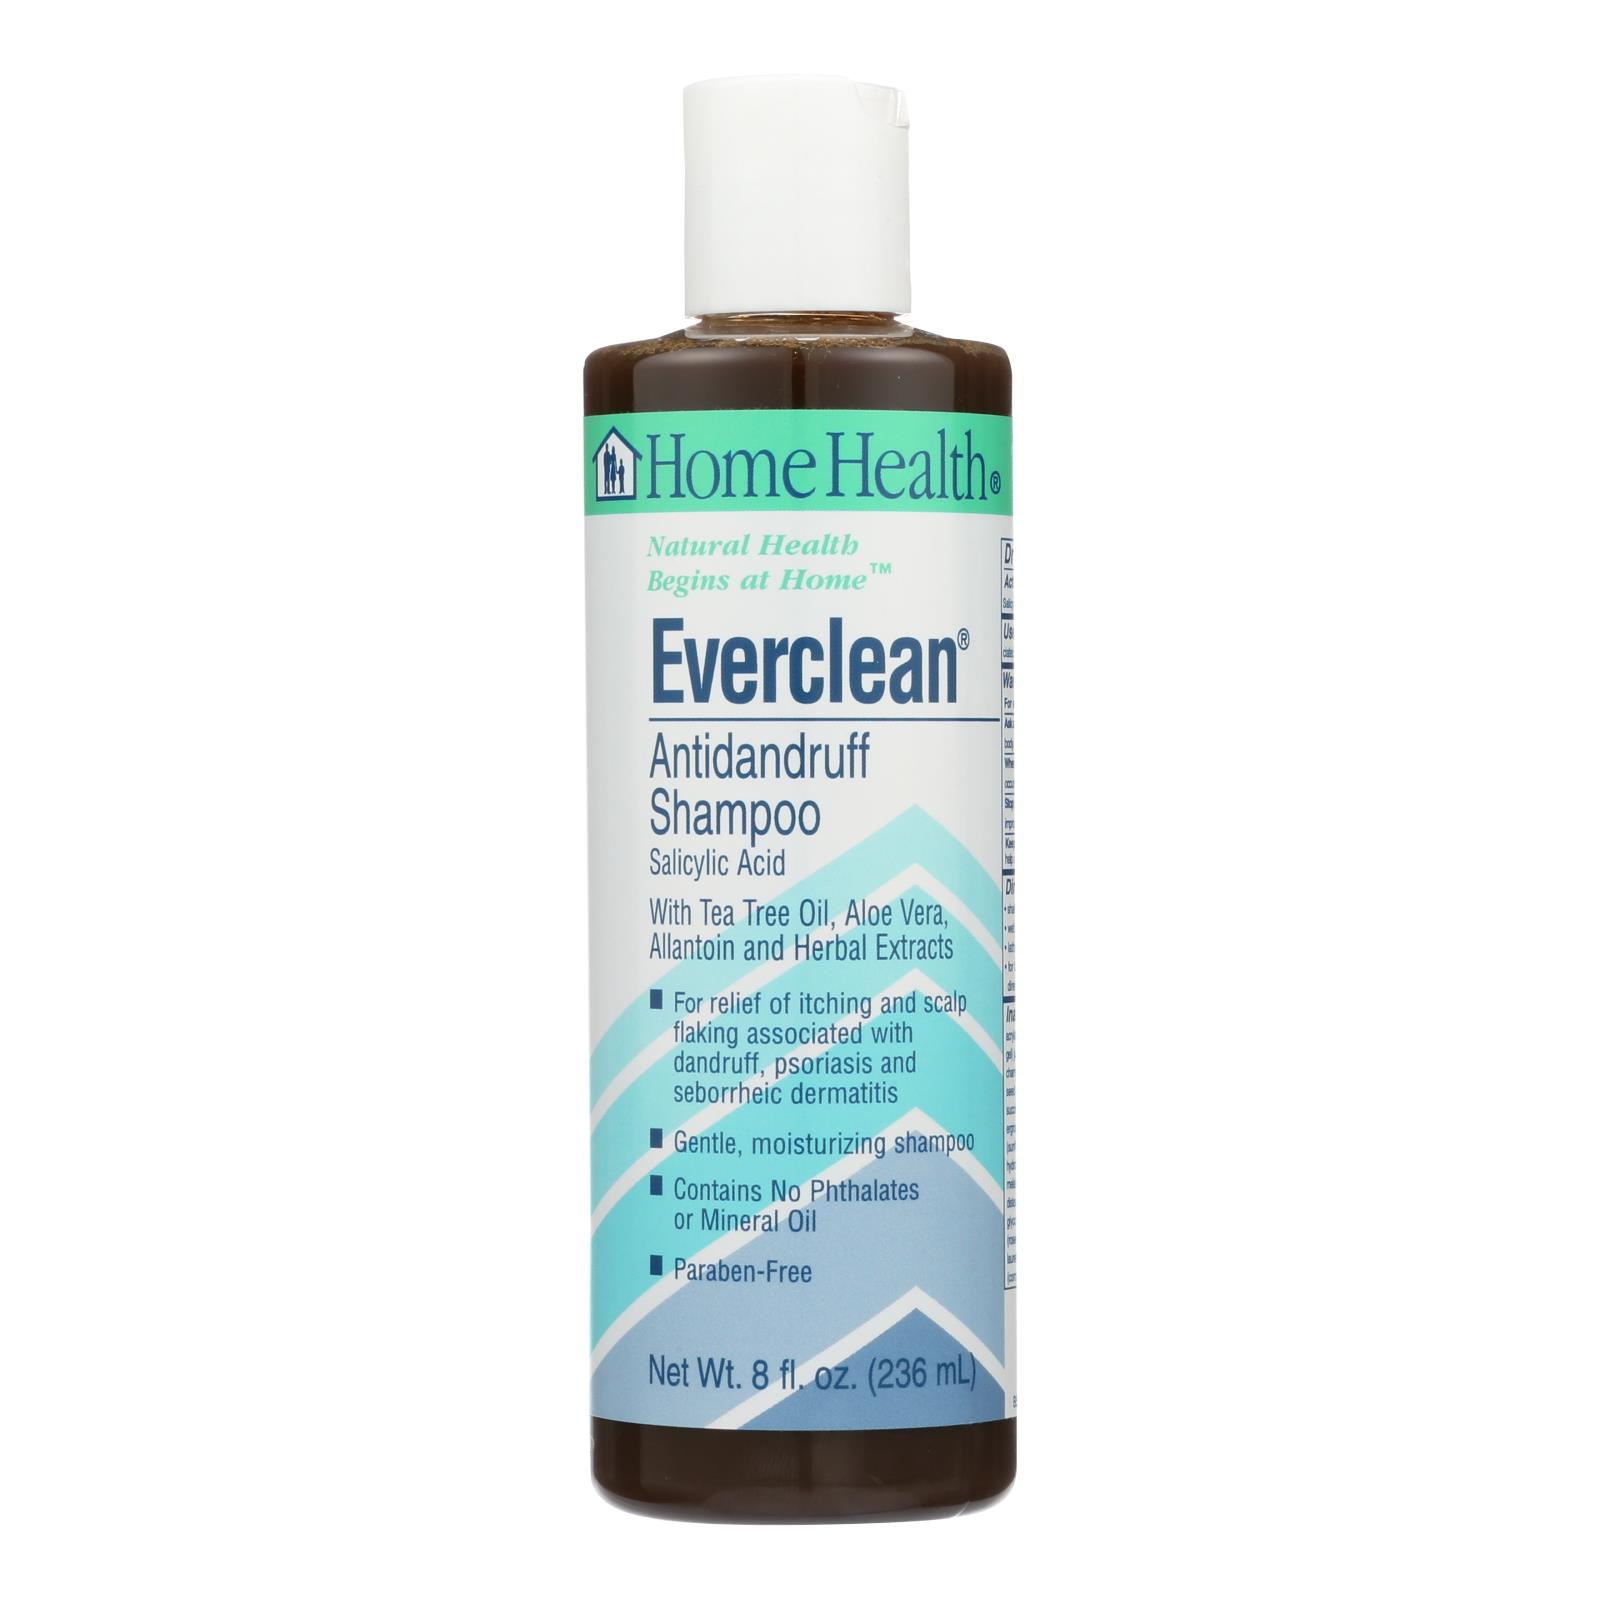 Home Health®
Natural Health
Begins at Home™
Everclean®
Antidandruff
Shampoo
Salicylic Acid
With Tea Tree Oil, Aloe Vera,
Allantoin and Herbal Extracts
For relief of itching and scalp
flaking associated with
dandruff, psoriasis and
seborrheic dermatitis
Gentle, moisturizing shampoo
Contains No Phthalates
or Mineral Oil
Paraben-Free
Net Wt. 8 fl. oz. (236 mL)